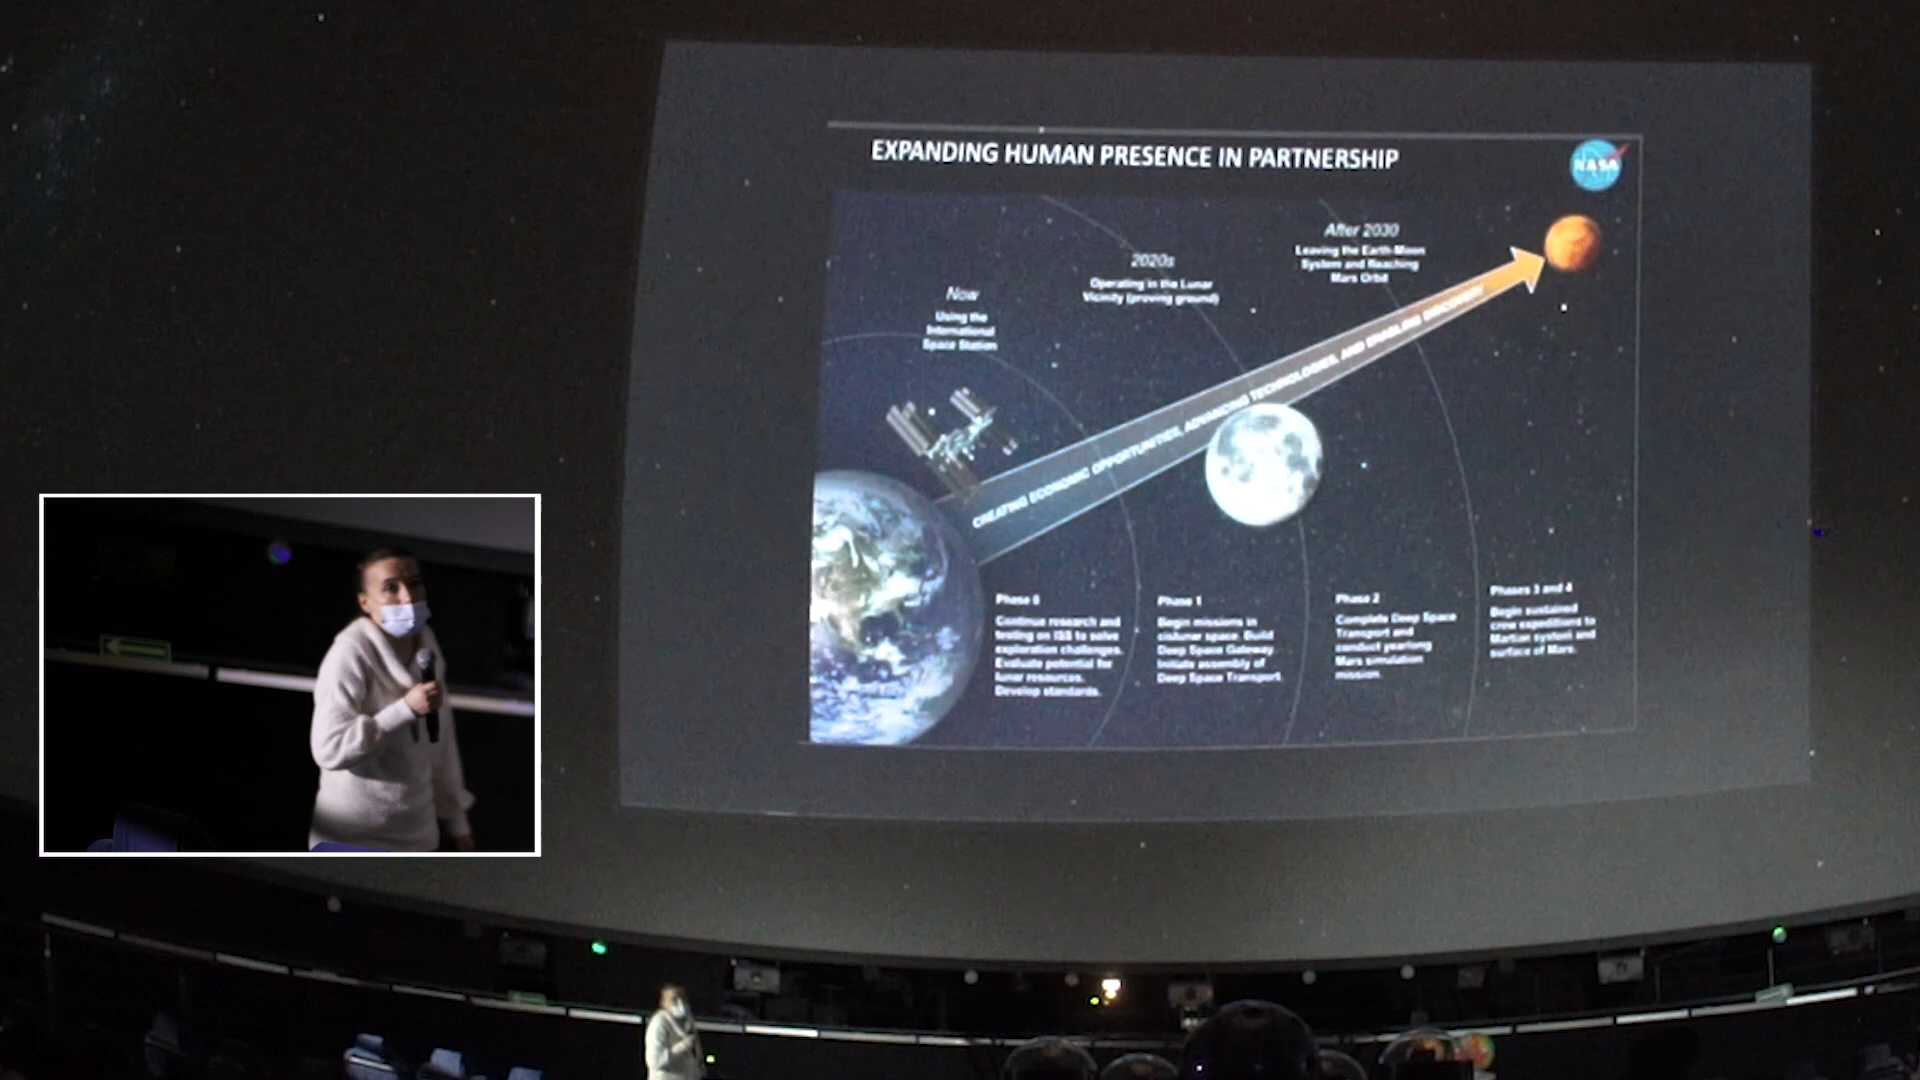 EXPANDING HUMAN PRESENCE IN PARTNERSHIP
NASA
Now
Using the
International
Space Station
2020s
Operating in the Lunar
Vicinity (proving ground)
After 2030
Leaving the Earth-Moon
System and Reaching
Mars Orbit
CREATING ECONOMIC OPPORTUNITIES, ADVANCING TECHNOLOGIES, AND ENABLING DISCOVERY
Phase 0
Continue research and
testing on ISS to solve
exploration challenges.
Evaluate potential for
lunar resources.
Develop standards.
Phase 1
Begin missions in
cislunar space. Build
Deep Space Gateway.
Initiate assembly of
Deep Space Transport.
Phase 2
Complete Deep Space
Transport and
conduct yearlong
Mars simulation
mission.
Phases 3 and 4
Begin sustained
crew expeditions to
Martian system and
surface of Mars.